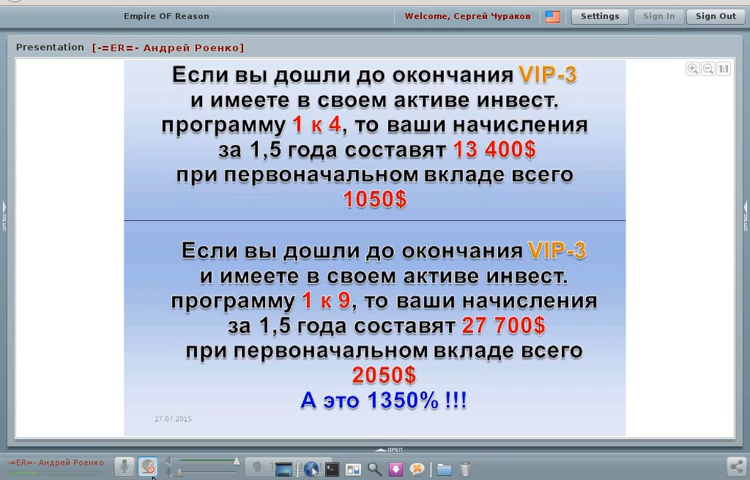 Empire OF Reason
Welcome, Сергей Чураков
Settings
Sign In
Sign Out
Presentation [-=ER=- Андрей Роенко]
1:1
Если вы дошли до окончания VIP-3
и имеете в своем активе инвест.
программу 1 к 4, то ваши начисления
за 1,5 года составят 13 400$
при первоначальном вкладе всего
1050$
Если вы дошли до окончания VIP-3
и имеете в своем активе инвест.
программу 1 к 9, то ваши начисления
за 1,5 года составят 27 700$
при первоначальном вкладе всего
2050$
А это 1350% !!!
27.07.2015
OPEN
-=ER=- Андрей Роенко